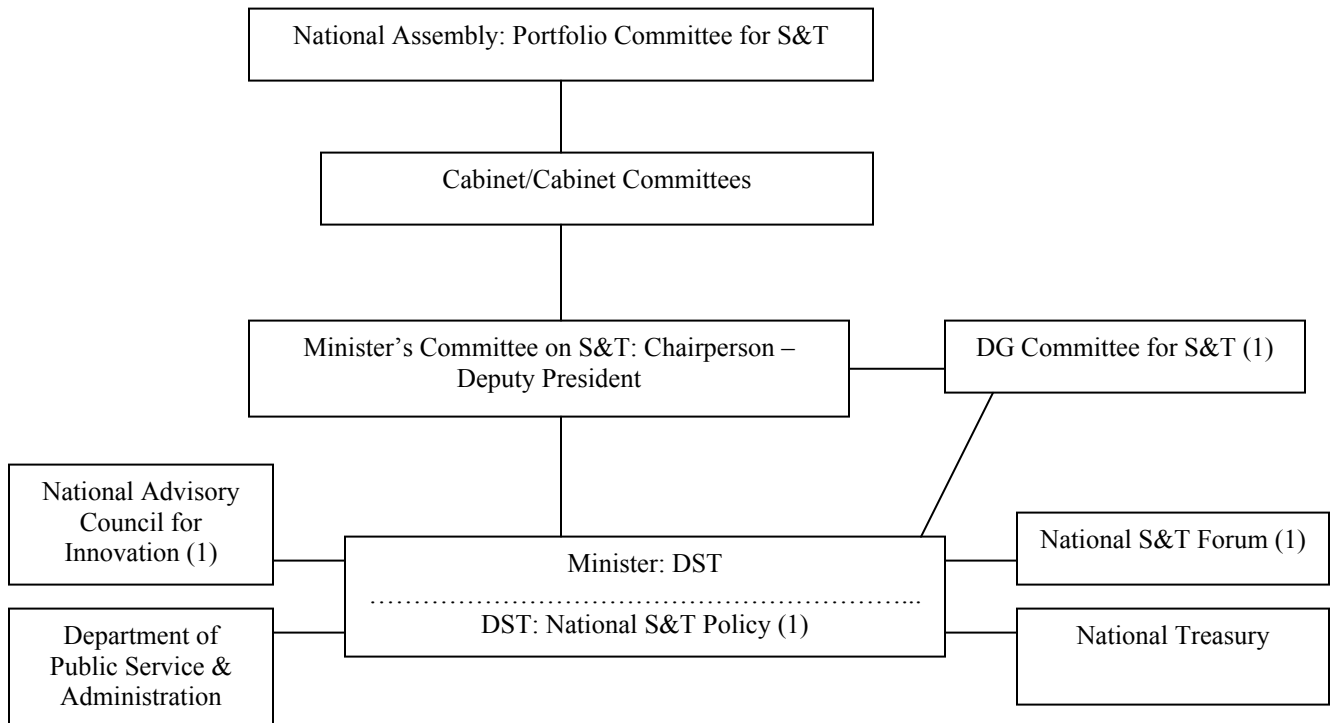 National Assembly: Portfolio Committee for S&T
Cabinet/Cabinet Committees
Minister’s Committee on S&T: Chairperson –
Deputy President
DG Committee for S&T (1)
National Advisory
Council for
Innovation (1)
Minister: DST
…………………………………………………………...
DST: National S&T Policy (1)
National S&T Forum (1)
Department of
Public Service &
Administration
National Treasury